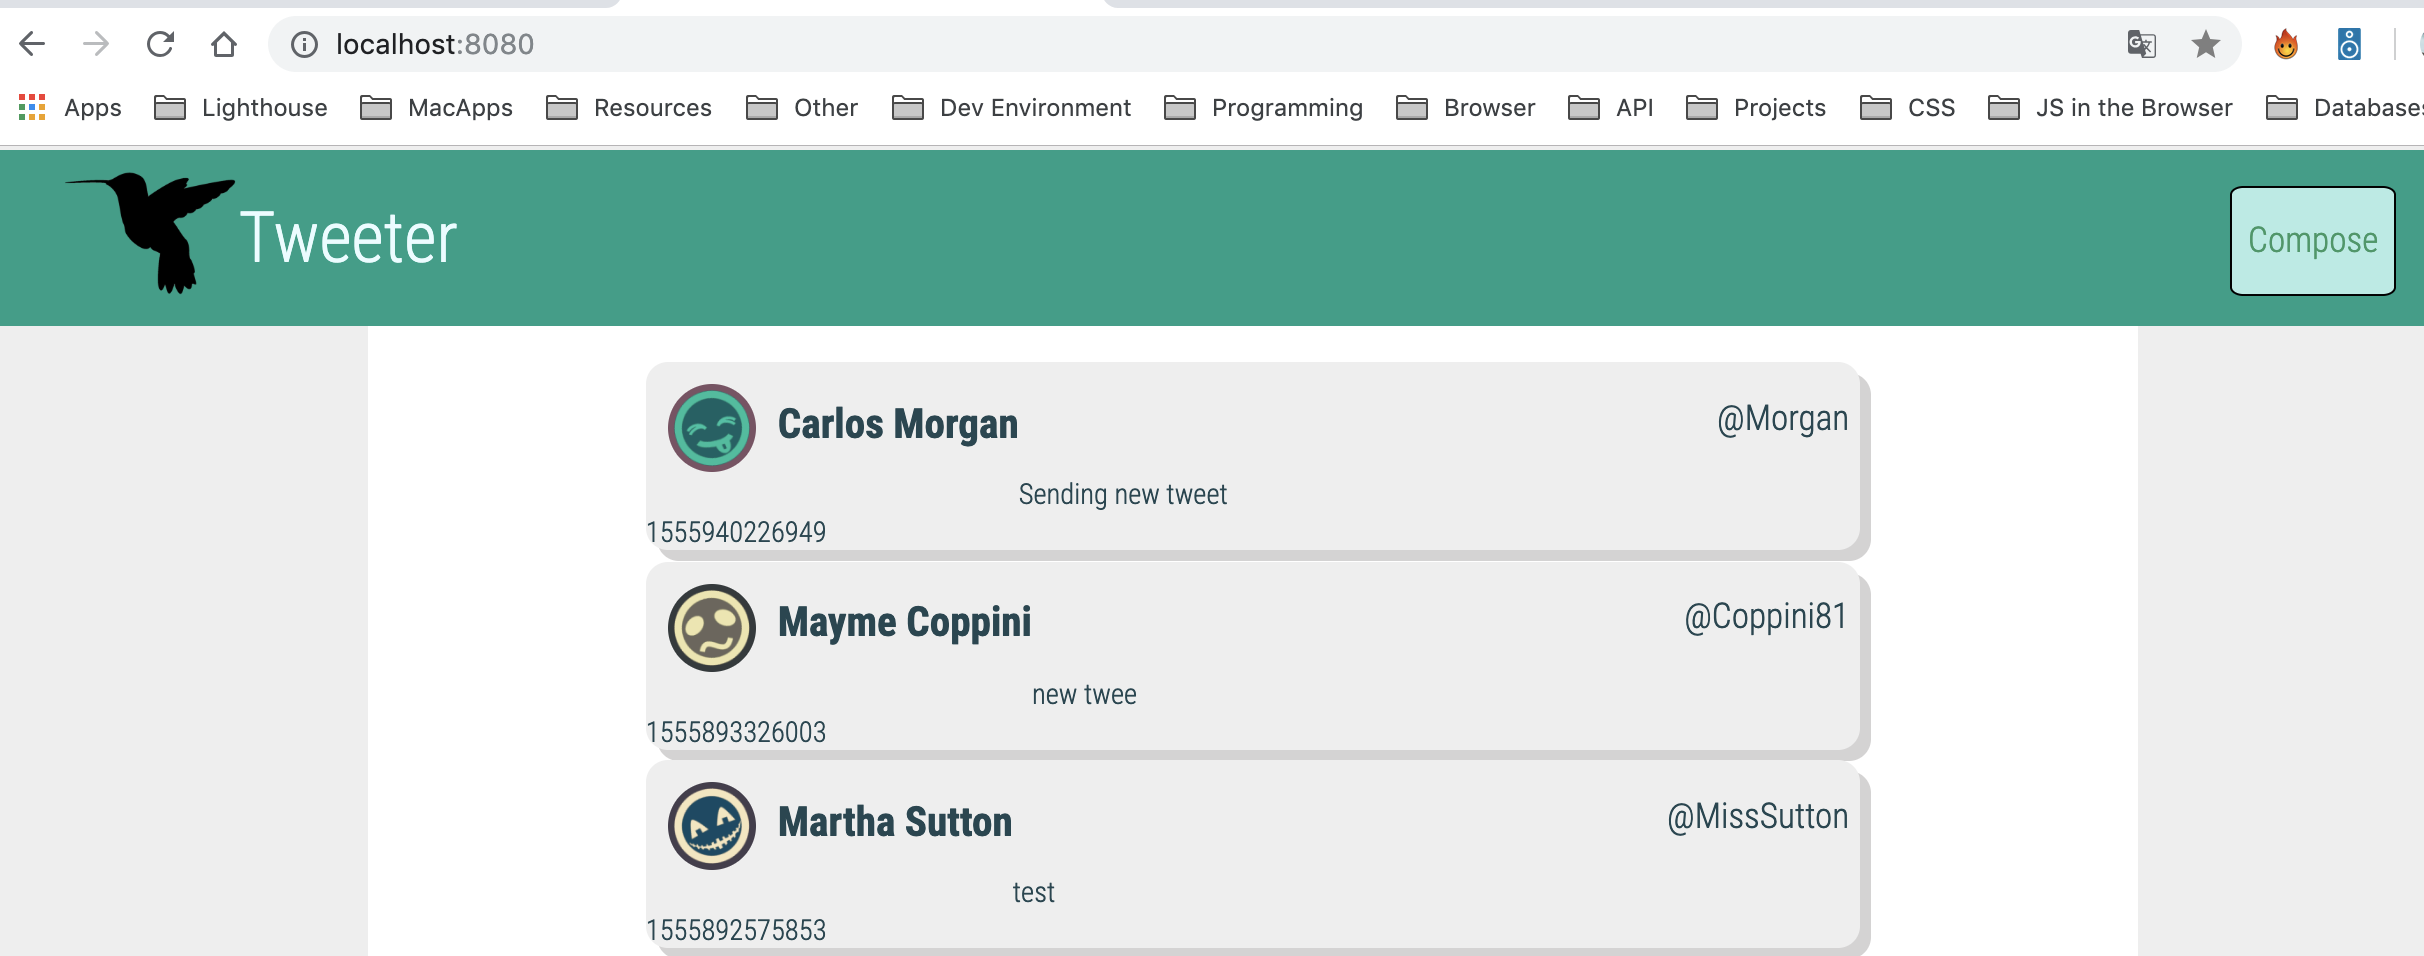 localhost:8080
Apps Lighthouse MacApps Resources Other Dev Environment Programming Browser API Projects CSS JS in the Browser Databases
Tweeter
Compose
Carlos Morgan @Morgan
Sending new tweet
1555940226949
Mayme Coppini @Coppini81
new twee
1555893326003
Martha Sutton @MissSutton
test
1555892575853